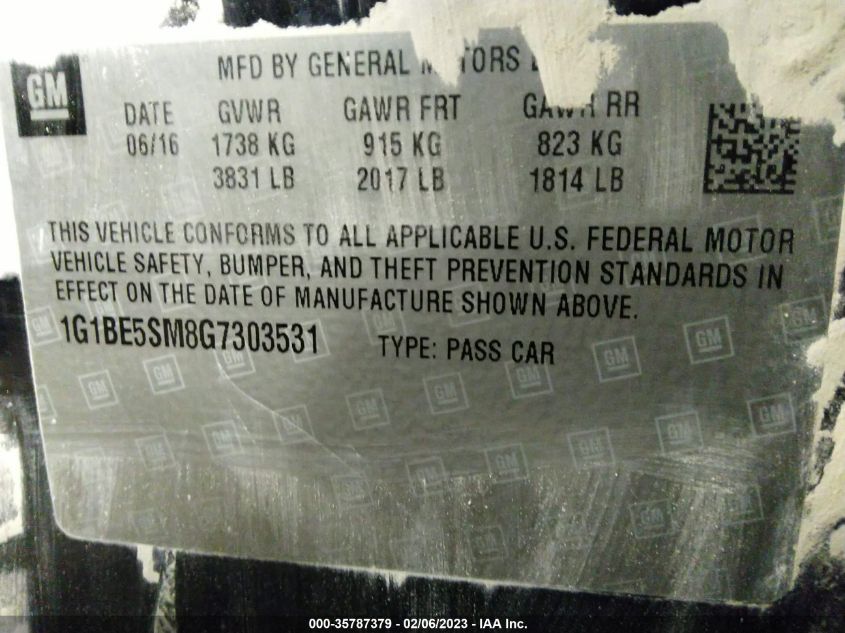 GM
MFD BY GENERAL MOTORS
DATE GVWR GAWR FRT GAWR RR
06/16 1738 KG 915 KG 823 KG
3831 LB 2017 LB 1814 LB
THIS VEHICLE CONFORMS TO ALL APPLICABLE U.S. FEDERAL MOTOR
VEHICLE SAFETY, BUMPER, AND THEFT PREVENTION STANDARDS IN
EFFECT ON THE DATE OF MANUFACTURE SHOWN ABOVE.
1G1BE5SM8G7303531 TYPE: PASS CAR
000-35787379 - 02/06/2023 - IAA Inc.